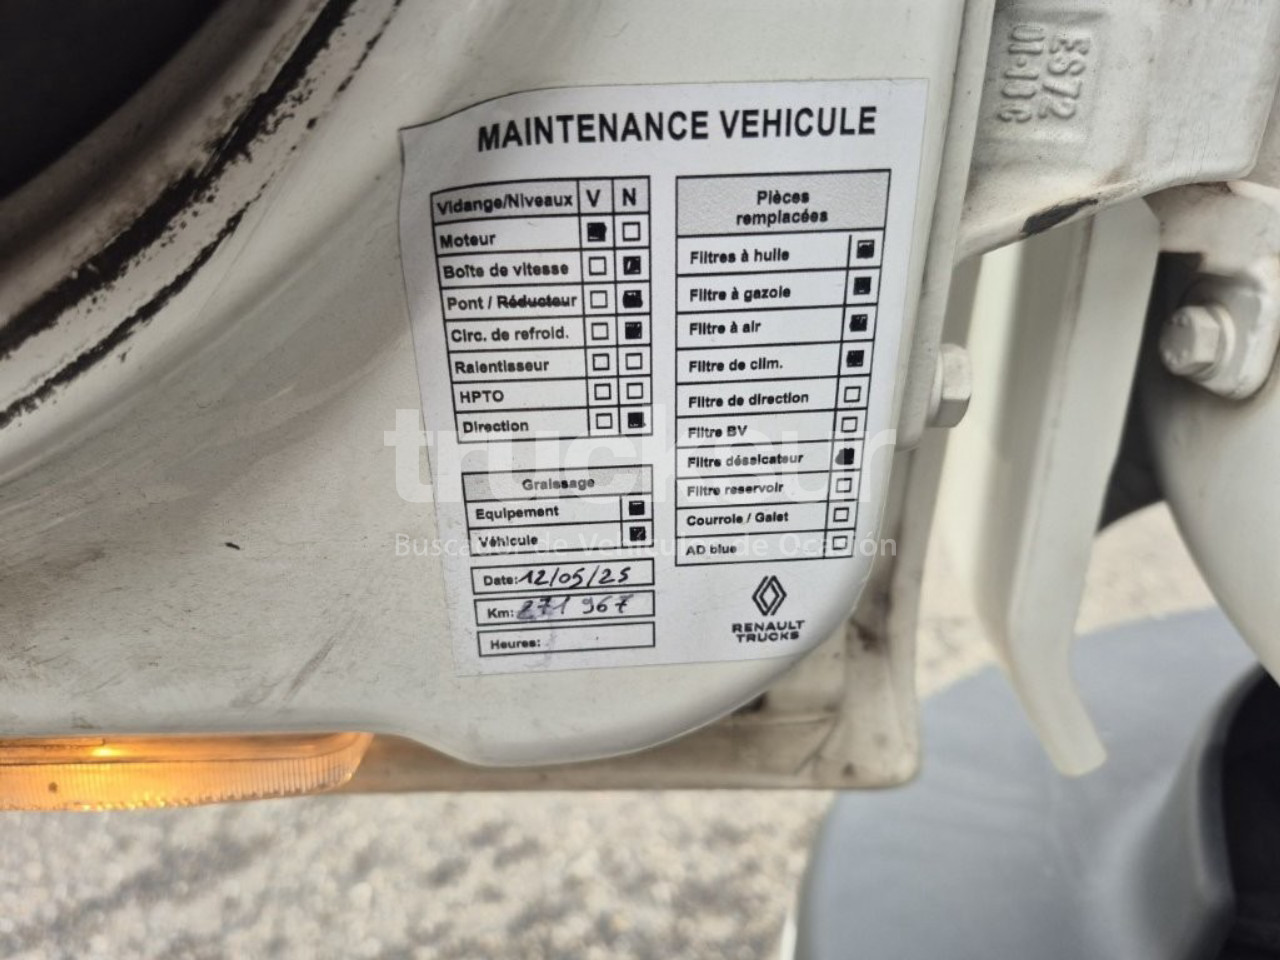 MAINTENANCE VEHICULE
Vidange/Niveaux V N
Moteur
Boîte de vitesse
Pont / Réducteur
Circ. de refroid.
Ralentisseur
HPTO
Direction
Graissage
Equipement
Véhicule
Date: 12/05/25
Km: 271 967
Heures:
Pièces
remplacées
Filtres à huile
Filtre à gazole
Filtre à air
Filtre de clim.
Filtre de direction
Filtre BV
Filtre déssicateur
Filtre reservoir
Courroie / Galet
AD blue
RENAULT
TRUCKS
ES72
trucksur
Buscador de Vehículos de Ocasión